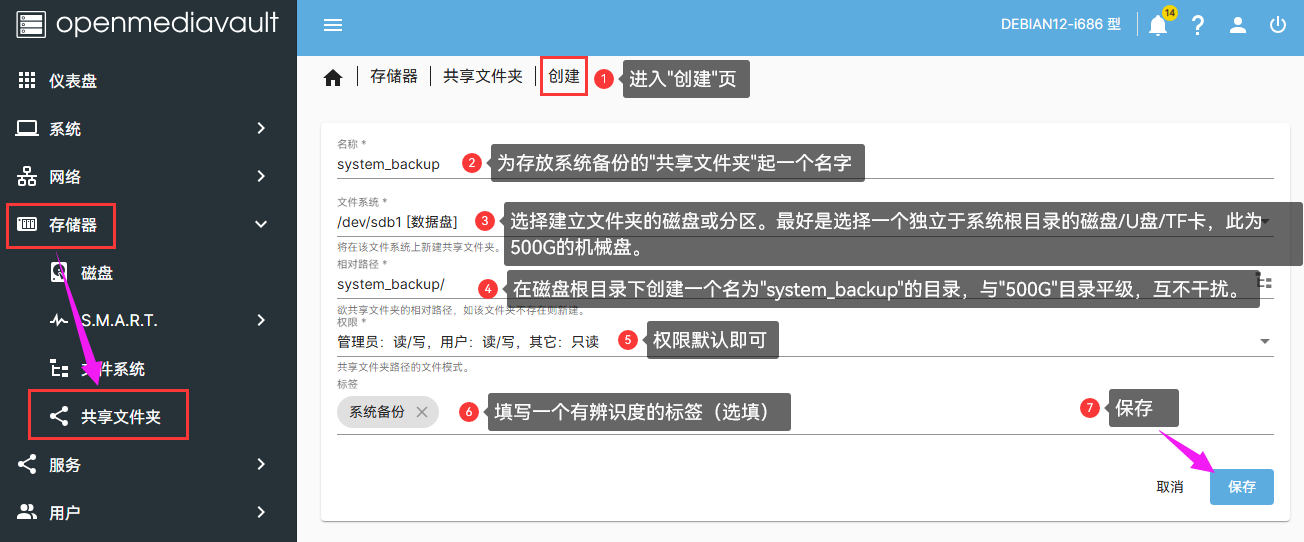 openmediavault
DEBIAN12-i686 型
14
仪表盘
系统
网络
存储器
磁盘
S.M.A.R.T.
文件系统
共享文件夹
服务
用户
存储器 | 共享文件夹 | 创建
1 进入"创建"页
名称 *
system_backup
2 为存放系统备份的"共享文件夹"起一个名字
文件系统 *
/dev/sdb1 [数据盘]
3 选择建立文件夹的磁盘或分区。最好是选择一个独立于系统根目录的磁盘/U盘/TF卡，此为
500G的机械盘。
将在该文件系统上新建共享文件夹。
相对路径 *
system_backup/
4 在磁盘根目录下创建一个名为"system_backup"的目录，与"500G"目录平级，互不干扰。
欲共享文件夹的相对路径，如该文件夹不存在则新建。
权限 *
管理员：读/写，用户：读/写，其它：只读
5 权限默认即可
共享文件夹路径的文件模式。
标签
系统备份
6 填写一个有辨识度的标签（选填）
7 保存
取消
保存